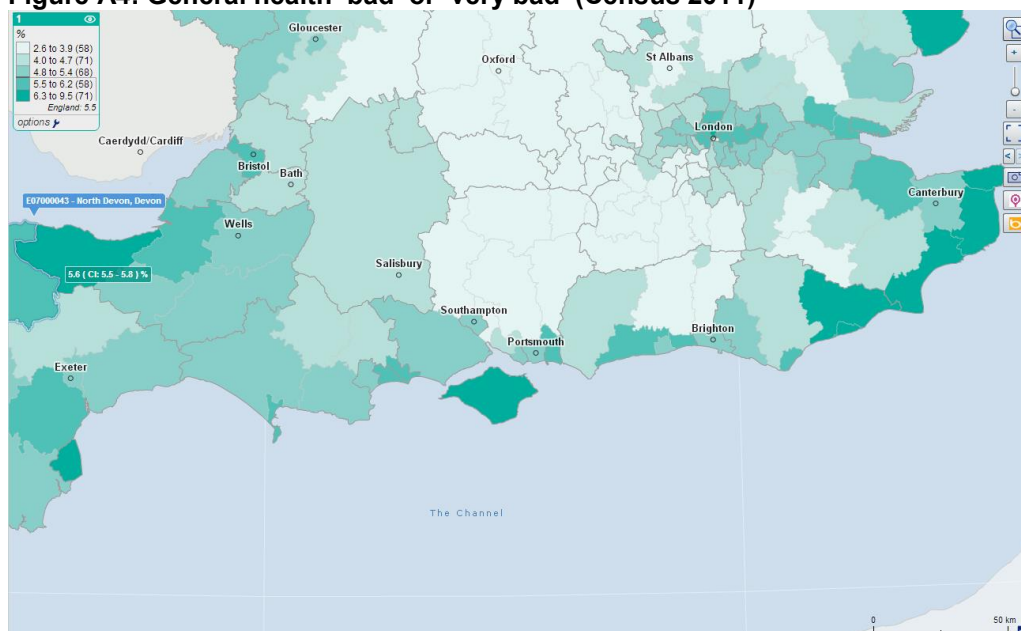 Figure A4: General health 'bad' or 'very bad' (Census 2011)
1
%
2.6 to 3.9 (58)
4.0 to 4.7 (71)
4.8 to 5.4 (68)
5.5 to 6.2 (58)
6.3 to 9.5 (71)
England: 5.5
options
Gloucester
Oxford
St Albans
+
-
Caerdydd/Cardiff
London
Bristol
Bath
< >
E07000043 - North Devon, Devon
Canterbury
Wells
5.6 ( CI: 5.5 - 5.8 ) %
Salisbury
Southampton
Portsmouth
Brighton
Exeter
The Channel
0
50 km